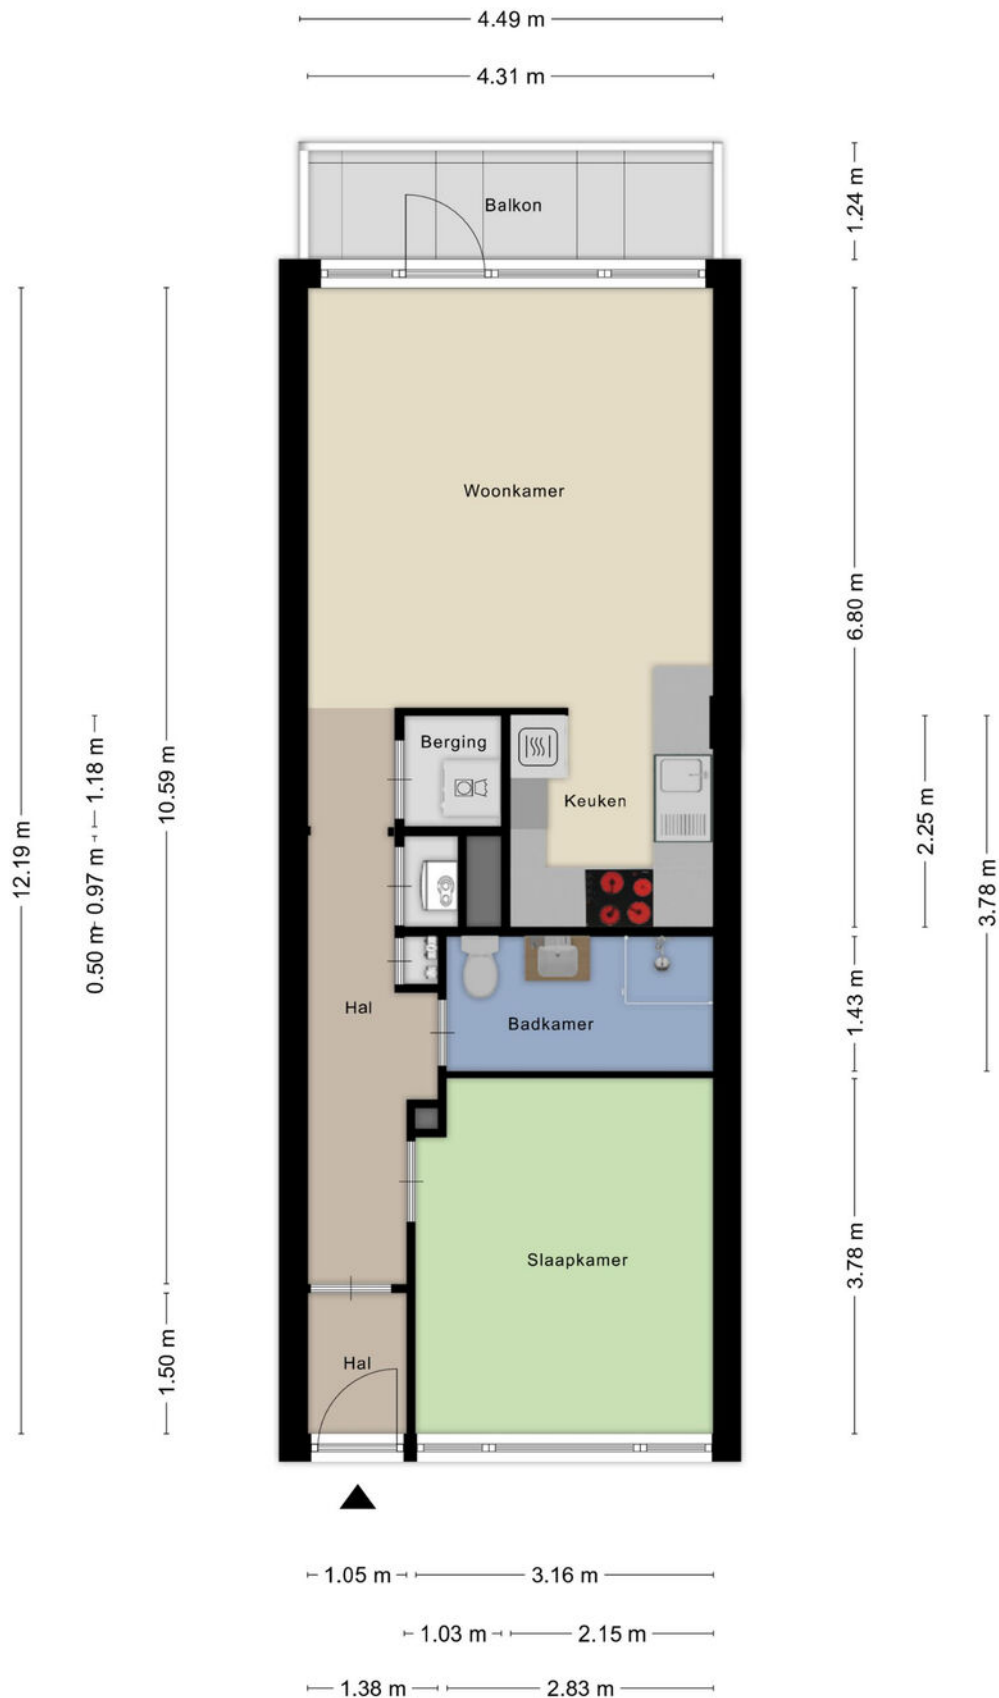 4.49 m
4.31 m
Balkon
1.24 m
Woonkamer
6.80 m
Berging
1.18 m
10.59 m
Keuken
2.25 m
12.19 m
0.97 m
3.78 m
0.50 m
Hal
Badkamer
1.43 m
Slaapkamer
3.78 m
Hal
1.50 m
1.05 m
3.16 m
1.03 m
2.15 m
1.38 m
2.83 m